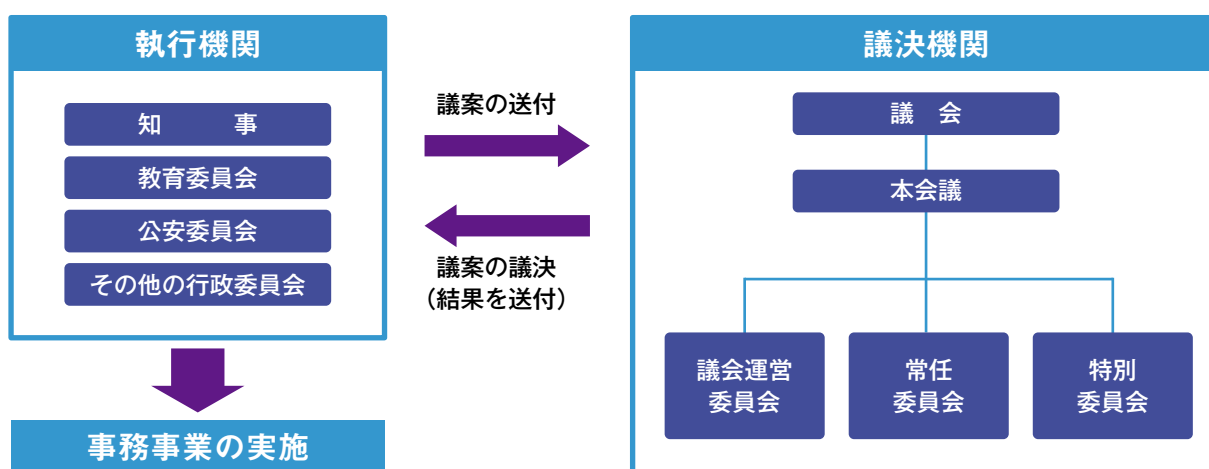 執行機関
知　事
教育委員会
公安委員会
その他の行政委員会
事務事業の実施
議案の送付
議案の議決
（結果を送付）
議決機関
議　会
本会議
議会運営
委員会
常任
委員会
特別
委員会